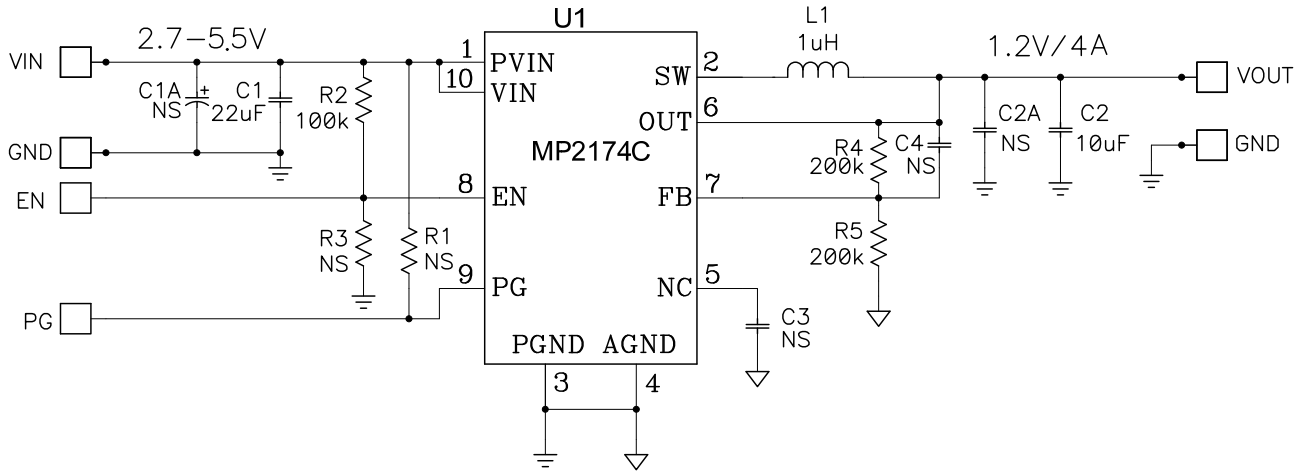 U1
L1
1uH
2.7-5.5V
1.2V/4A
VIN
1
PVIN
10
VIN
SW
2
VOUT
C1A
NS
+
C1
22uF
R2
100k
OUT
6
C2A
NS
C2
10uF
GND
MP2174C
R4
200k
C4
NS
GND
EN
8
EN
FB
7
R3
NS
R1
NS
R5
200k
9
PG
NC
5
PG
C3
NS
PGND
AGND
3
4